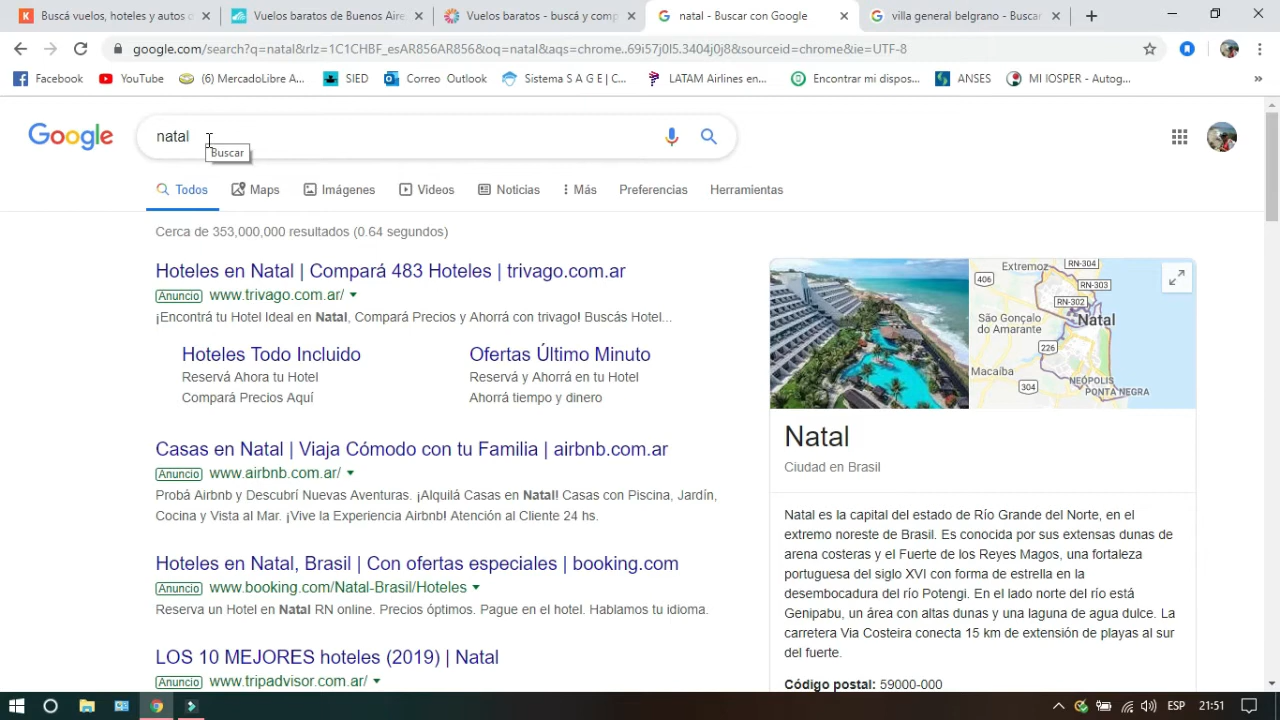 Buscá vuelos, hoteles y autos c
Vuelos baratos de Buenos Aire
Vuelos baratos - buscá y comp
natal - Buscar con Google
villa general belgrano - Buscar
google.com/search?q=natal&rlz=1C1CHBF_esAR856AR856&oq=natal&aqs=chrome..69i57j0l5.3404j0j8&sourceid=chrome&ie=UTF-8
Facebook
YouTube
(6) MercadoLibre A...
SIED
Correo Outlook
Sistema S A G E | C...
LATAM Airlines en...
Encontrar mi dispos...
ANSES
MI IOSPER - Autog...
Google
natal
Buscar
Todos
Maps
Imágenes
Videos
Noticias
Más
Preferencias
Herramientas
Cerca de 353,000,000 resultados (0.64 segundos)
Hoteles en Natal | Compará 483 Hoteles | trivago.com.ar
Anuncio www.trivago.com.ar/
¡Encontrá tu Hotel Ideal en Natal, Compará Precios y Ahorrá con trivago! Buscás Hotel...
Hoteles Todo Incluido
Reservá Ahora tu Hotel
Compará Precios Aquí
Ofertas Último Minuto
Reservá y Ahorrá en tu Hotel
Ahorra tiempo y dinero
Casas en Natal | Viaja Cómodo con tu Familia | airbnb.com.ar
Anuncio www.airbnb.com.ar/
Probá Airbnb y Descubrí Nuevas Aventuras. ¡Alquilá Casas en Natal! Casas con Piscina, Jardín,
Cocina y Vista al Mar. ¡Vive la Experiencia Airbnb! Atención al Cliente 24 hs.
Hoteles en Natal, Brasil | Con ofertas especiales | booking.com
Anuncio www.booking.com/Natal-Brasil/Hoteles
Reserva un Hotel en Natal RN online. Precios óptimos. Pague en el hotel. Hablamos tu idioma.
LOS 10 MEJORES hoteles (2019) | Natal
Anuncio www.tripadvisor.com.ar/
Extremoz
RN-304
406
RN-303
RN-302
São Gonçalo
do Amarante
Natal
226
Macaíba
NEÓPOLIS
304
PONTA NEGRA
Natal
Ciudad en Brasil
Natal es la capital del estado de Río Grande del Norte, en el
extremo noreste de Brasil. Es conocida por sus extensas dunas de
arena costeras y el Fuerte de los Reyes Magos, una fortaleza
portuguesa del siglo XVI con forma de estrella en la
desembocadura del río Potengi. En el lado norte del río está
Genipabu, un área con altas dunas y una laguna de agua dulce. La
carretera Via Costeira conecta 15 km de extensión de playas al sur
del fuerte.
Código postal: 59000-000
ESP
21:51